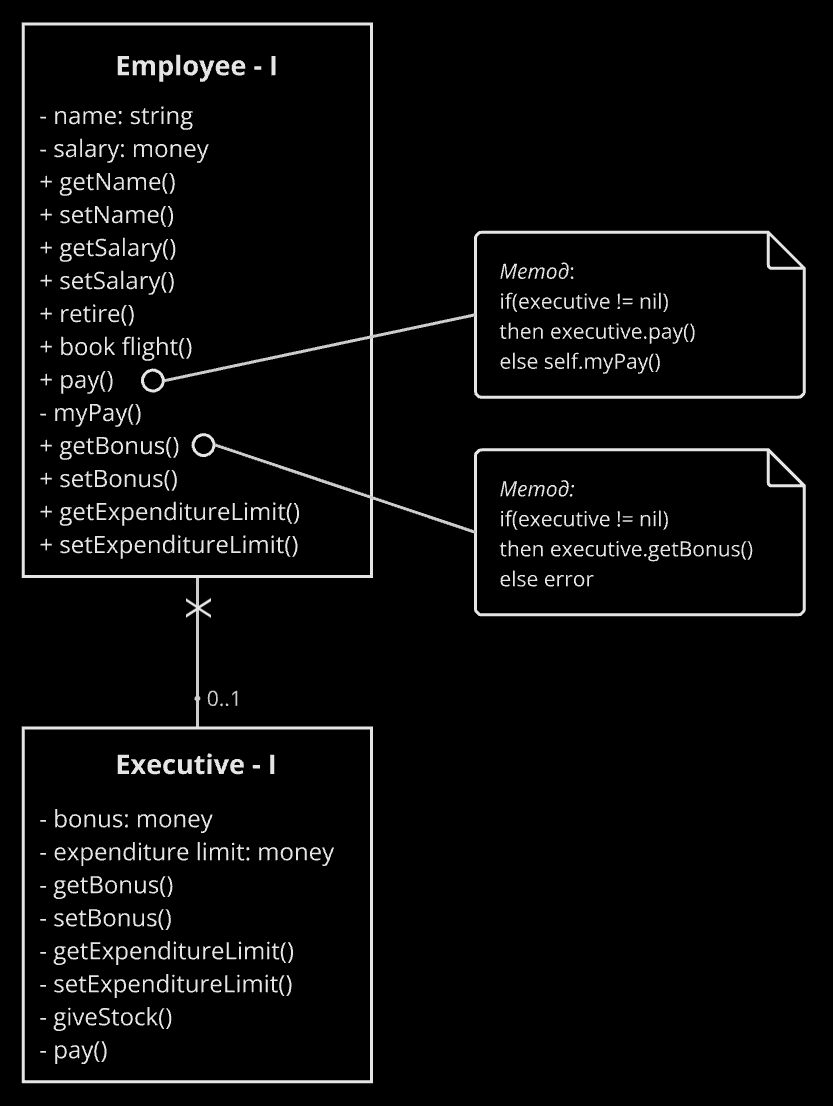 Employee - I
- name: string
- salary: money
+ getName()
+ setName()
+ getSalary()
+ setSalary()
+ retire()
+ book flight()
+ pay()
- myPay()
+ getBonus()
+ setBonus()
+ getExpenditureLimit()
+ setExpenditureLimit()
Метод:
if(executive != nil)
then executive.pay()
else self.myPay()
Метод:
if(executive != nil)
then executive.getBonus()
else error
0..1
Executive - I
- bonus: money
- expenditure limit: money
- getBonus()
- setBonus()
- getExpenditureLimit()
- setExpenditureLimit()
- giveStock()
- pay()